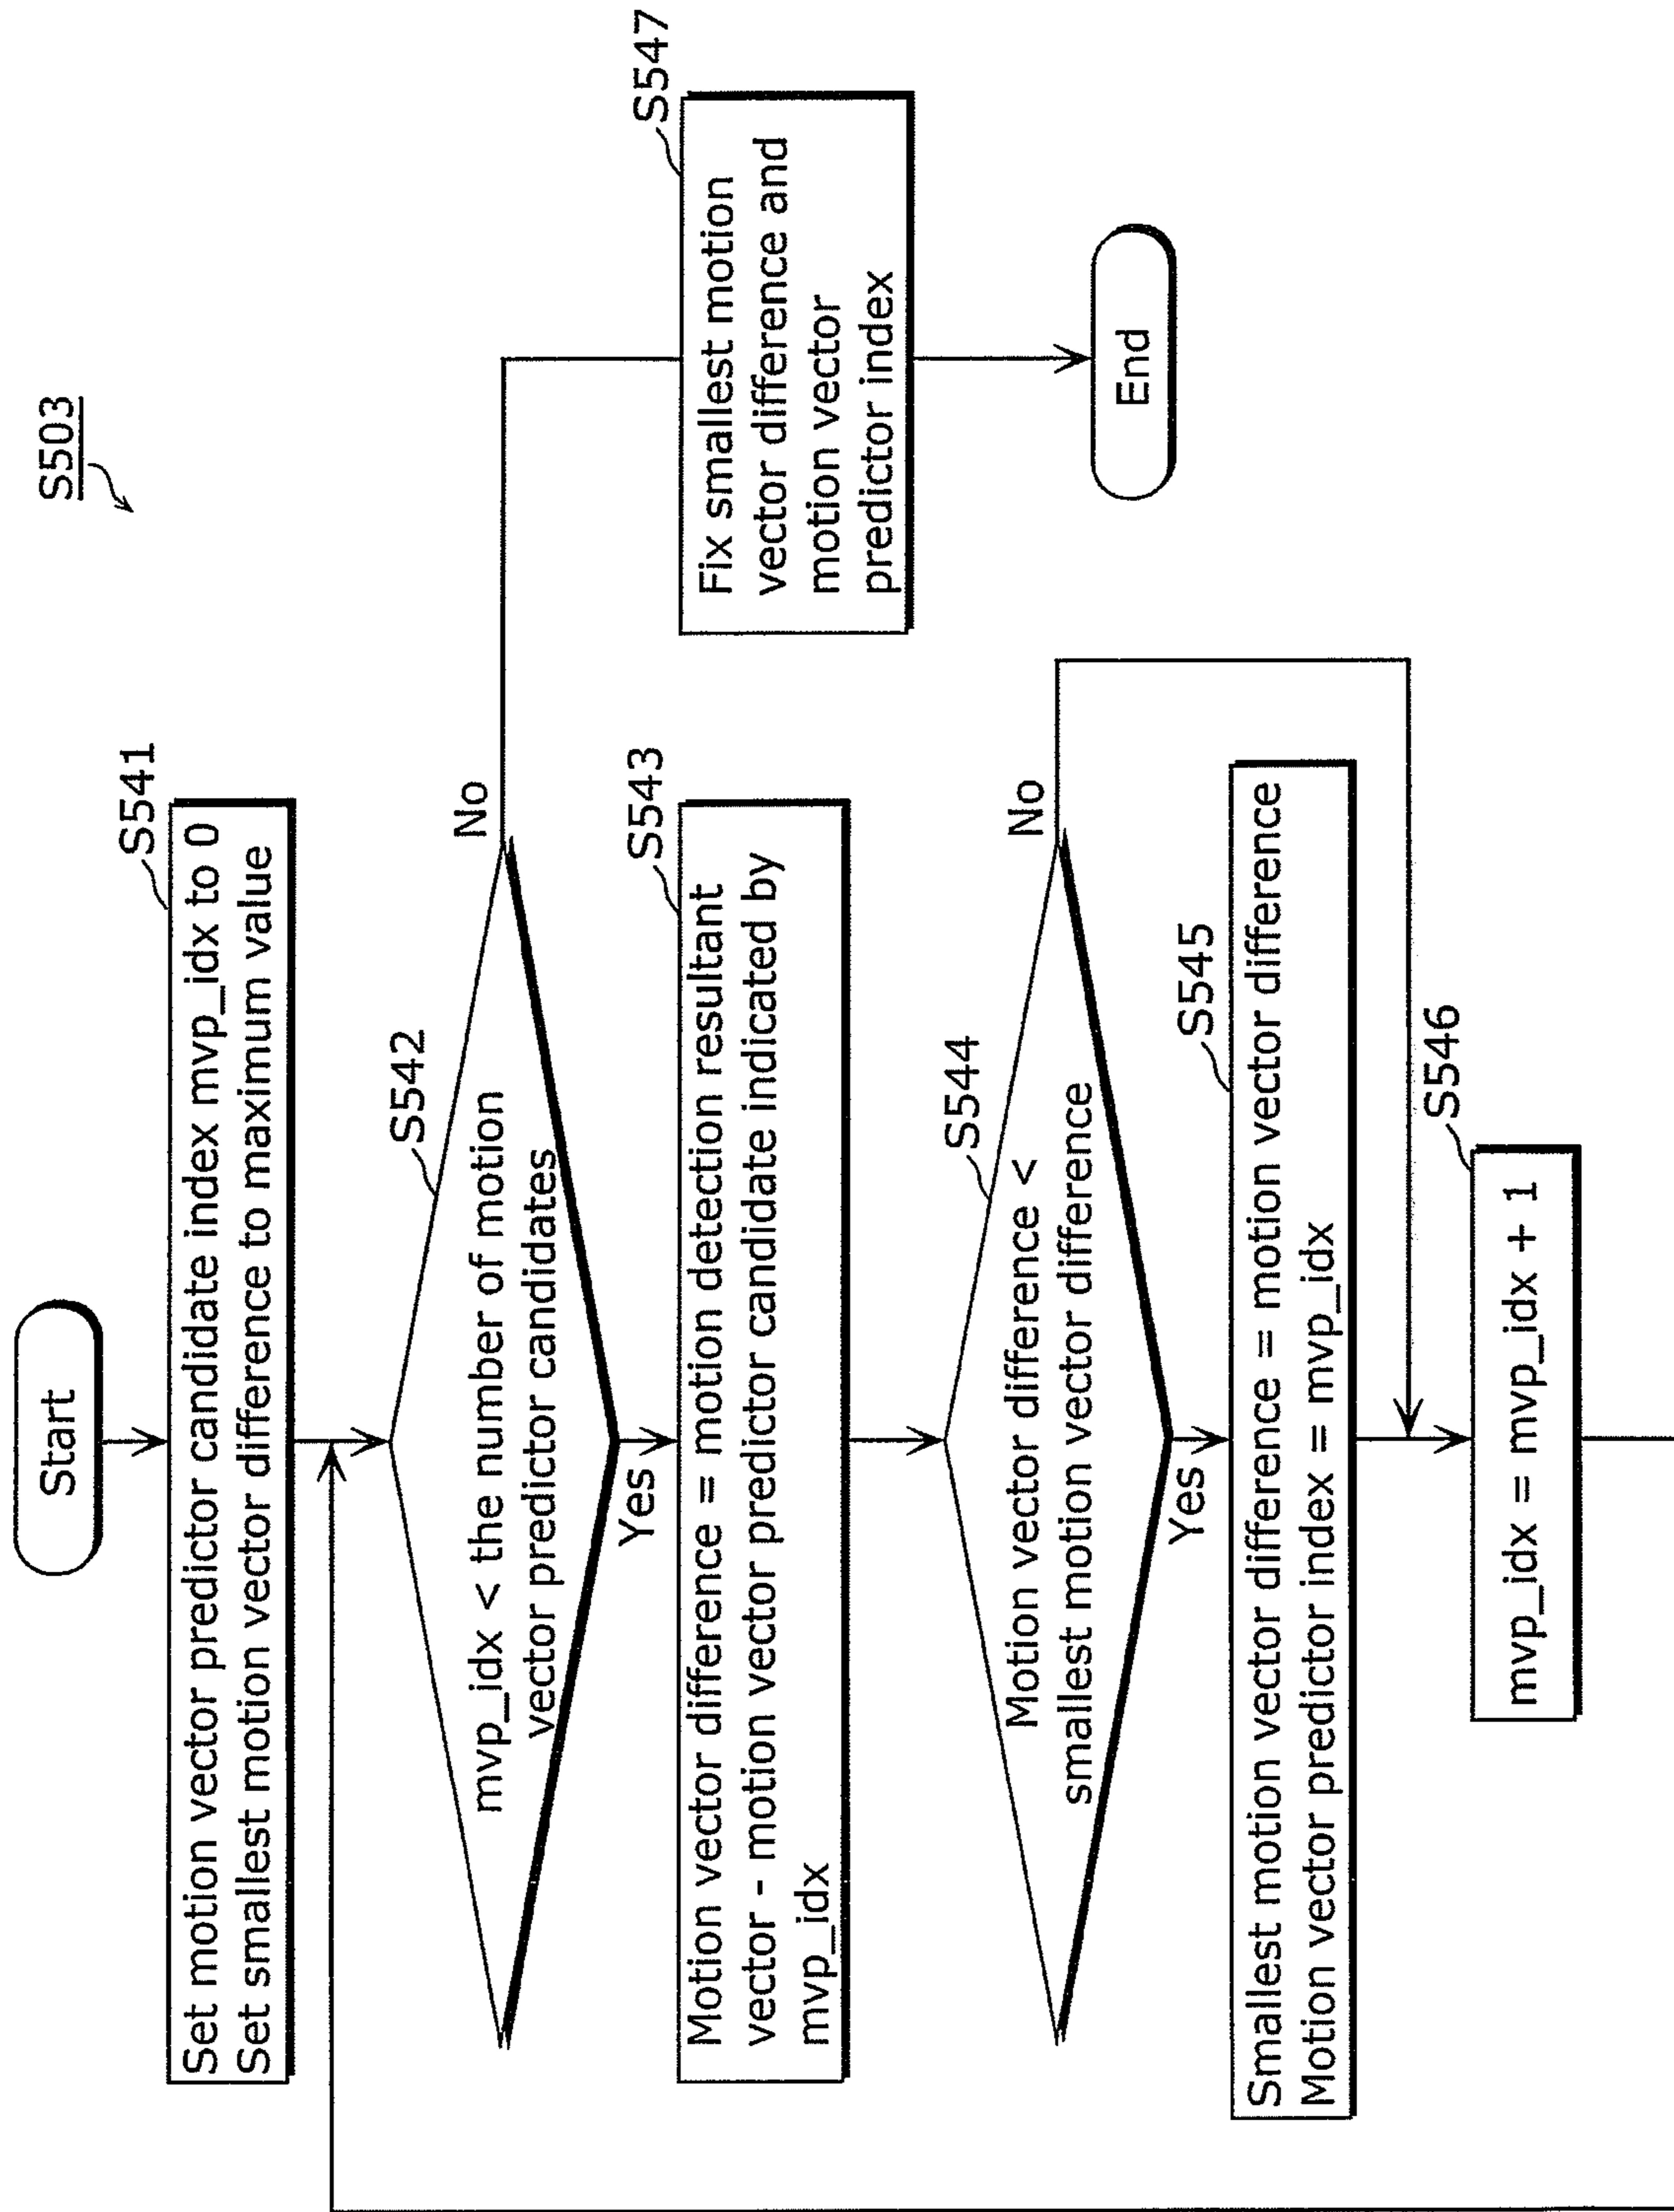 S503
Start
S541
Set motion vector predictor candidate index mvp_idx to 0
Set smallest motion vector difference to maximum value
S542
mvp_idx < the number of motion
vector predictor candidates
No
Yes
S543
Motion vector difference = motion detection resultant
vector - motion vector predictor candidate indicated by
mvp_idx
S547
Fix smallest motion
vector difference and
motion vector
predictor index
End
S544
Motion vector difference <
smallest motion vector difference
No
Yes
S545
Smallest motion vector difference = motion vector difference
Motion vector predictor index = mvp_idx
S546
mvp_idx = mvp_idx + 1